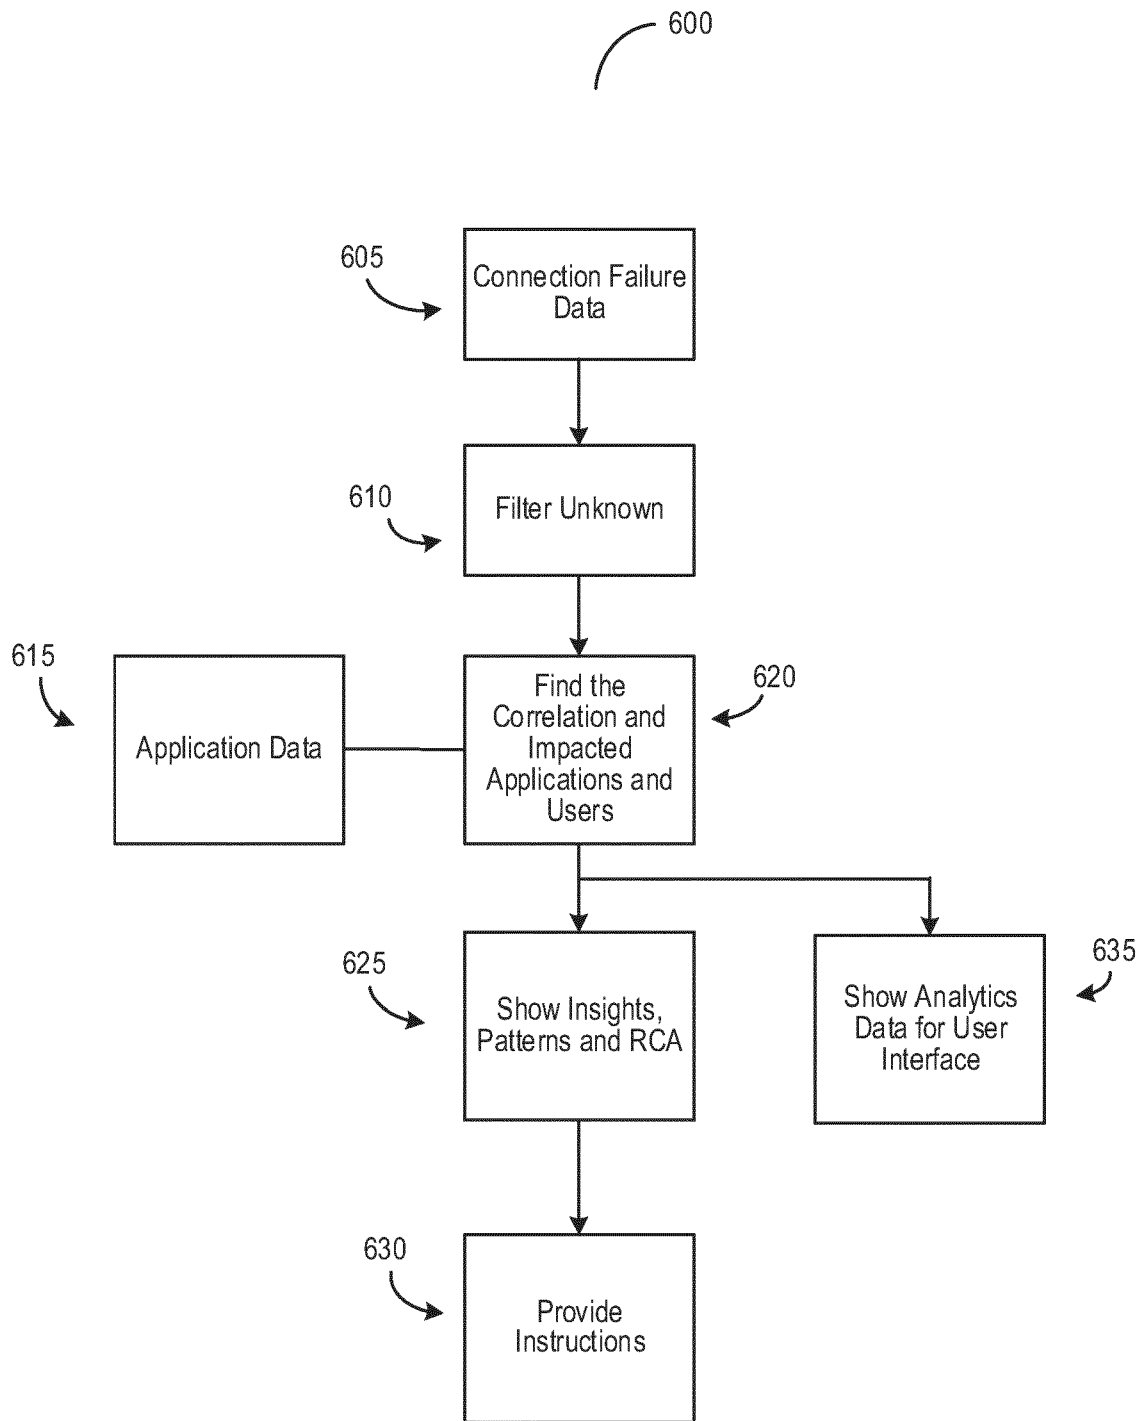 600
605
Connection Failure
Data
610
Filter Unknown
615
Application Data
Find the
Correlation and
Impacted
Applications and
Users
620
625
Show Insights,
Patterns and RCA
Show Analytics
Data for User
Interface
635
630
Provide
Instructions